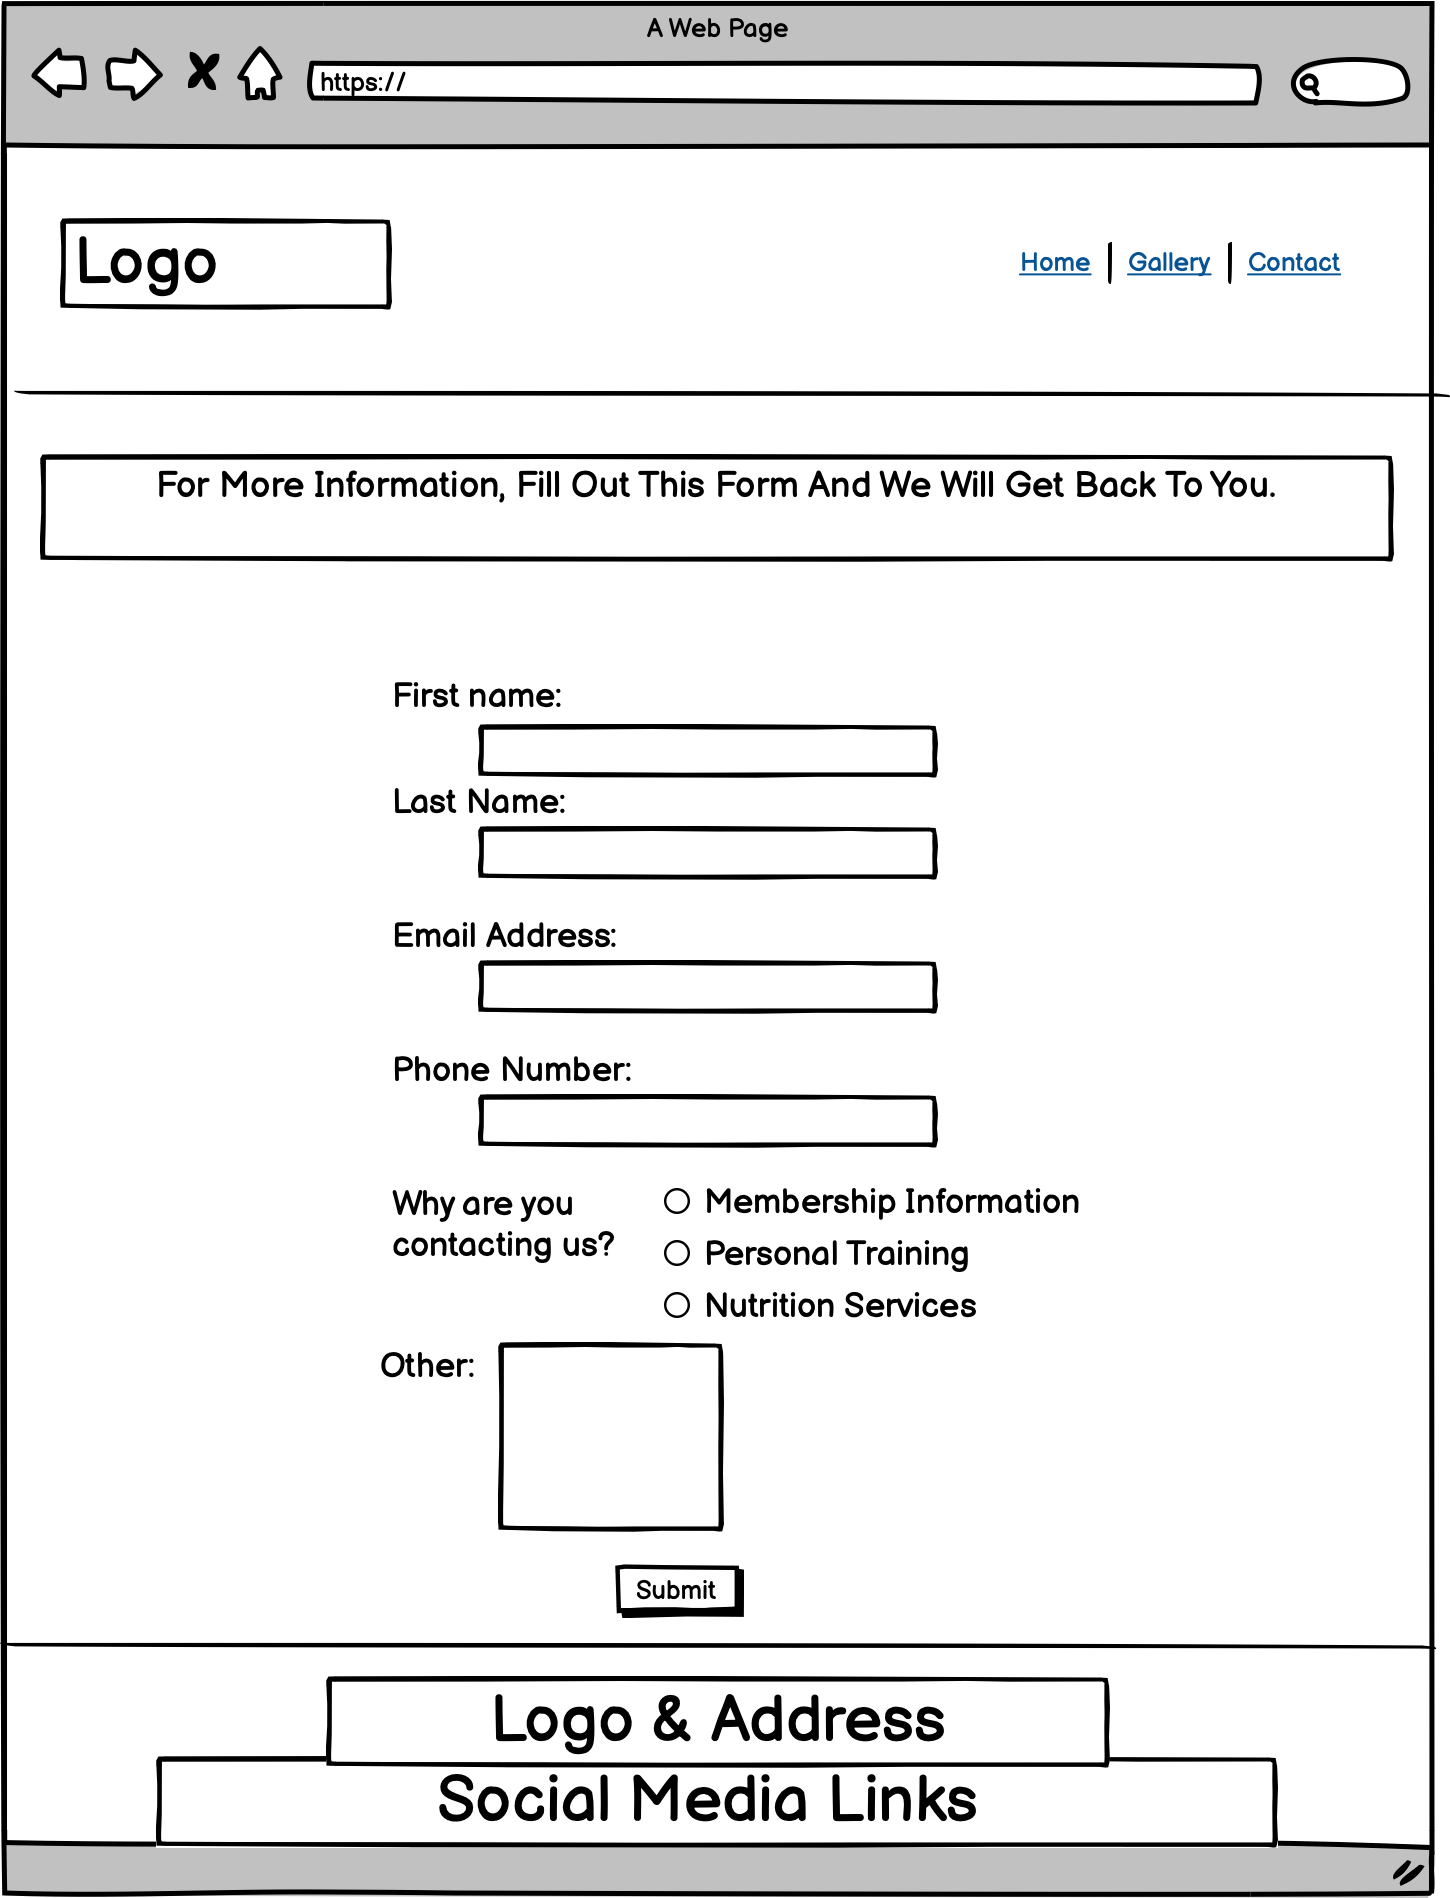 A Web Page
https://
Logo
Home | Gallery | Contact
For More Information, Fill Out This Form And We Will Get Back To You.
First name:
Last Name:
Email Address:
Phone Number:
Why are you
contacting us?
Membership Information
Personal Training
Nutrition Services
Other:
Submit
Logo & Address
Social Media Links